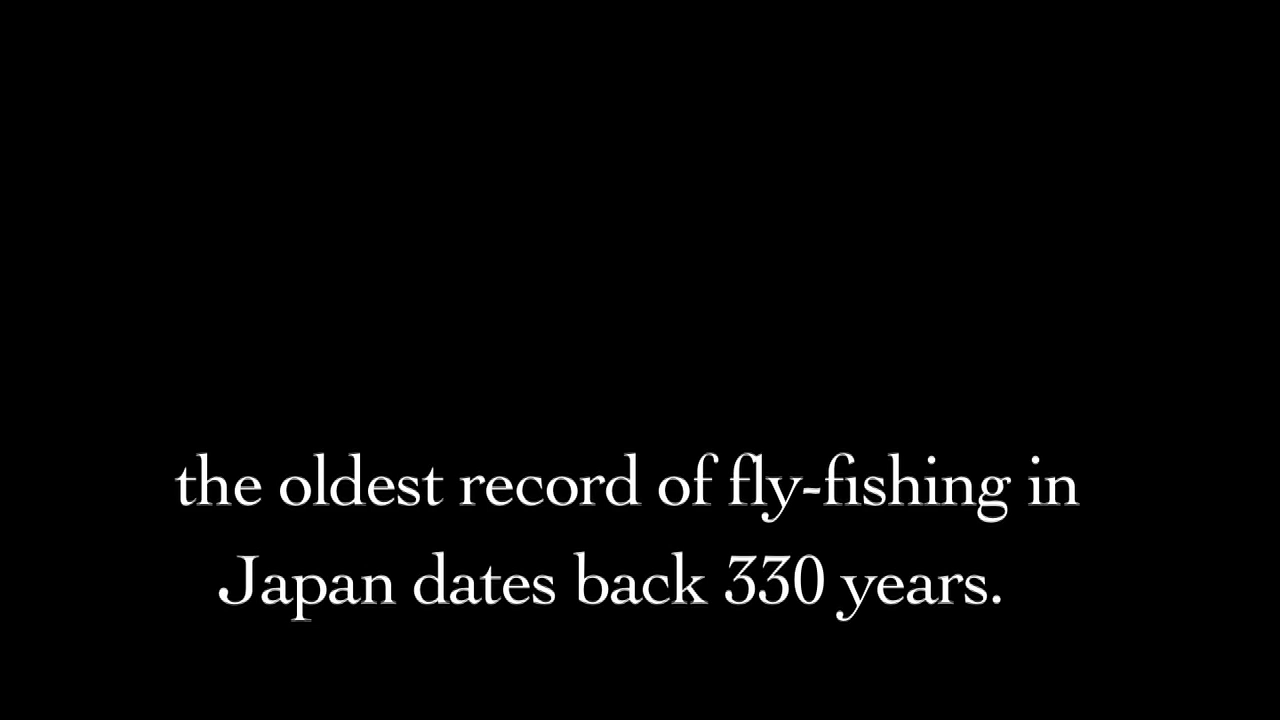 the oldest record of fly-fishing in
Japan dates back 330 years.